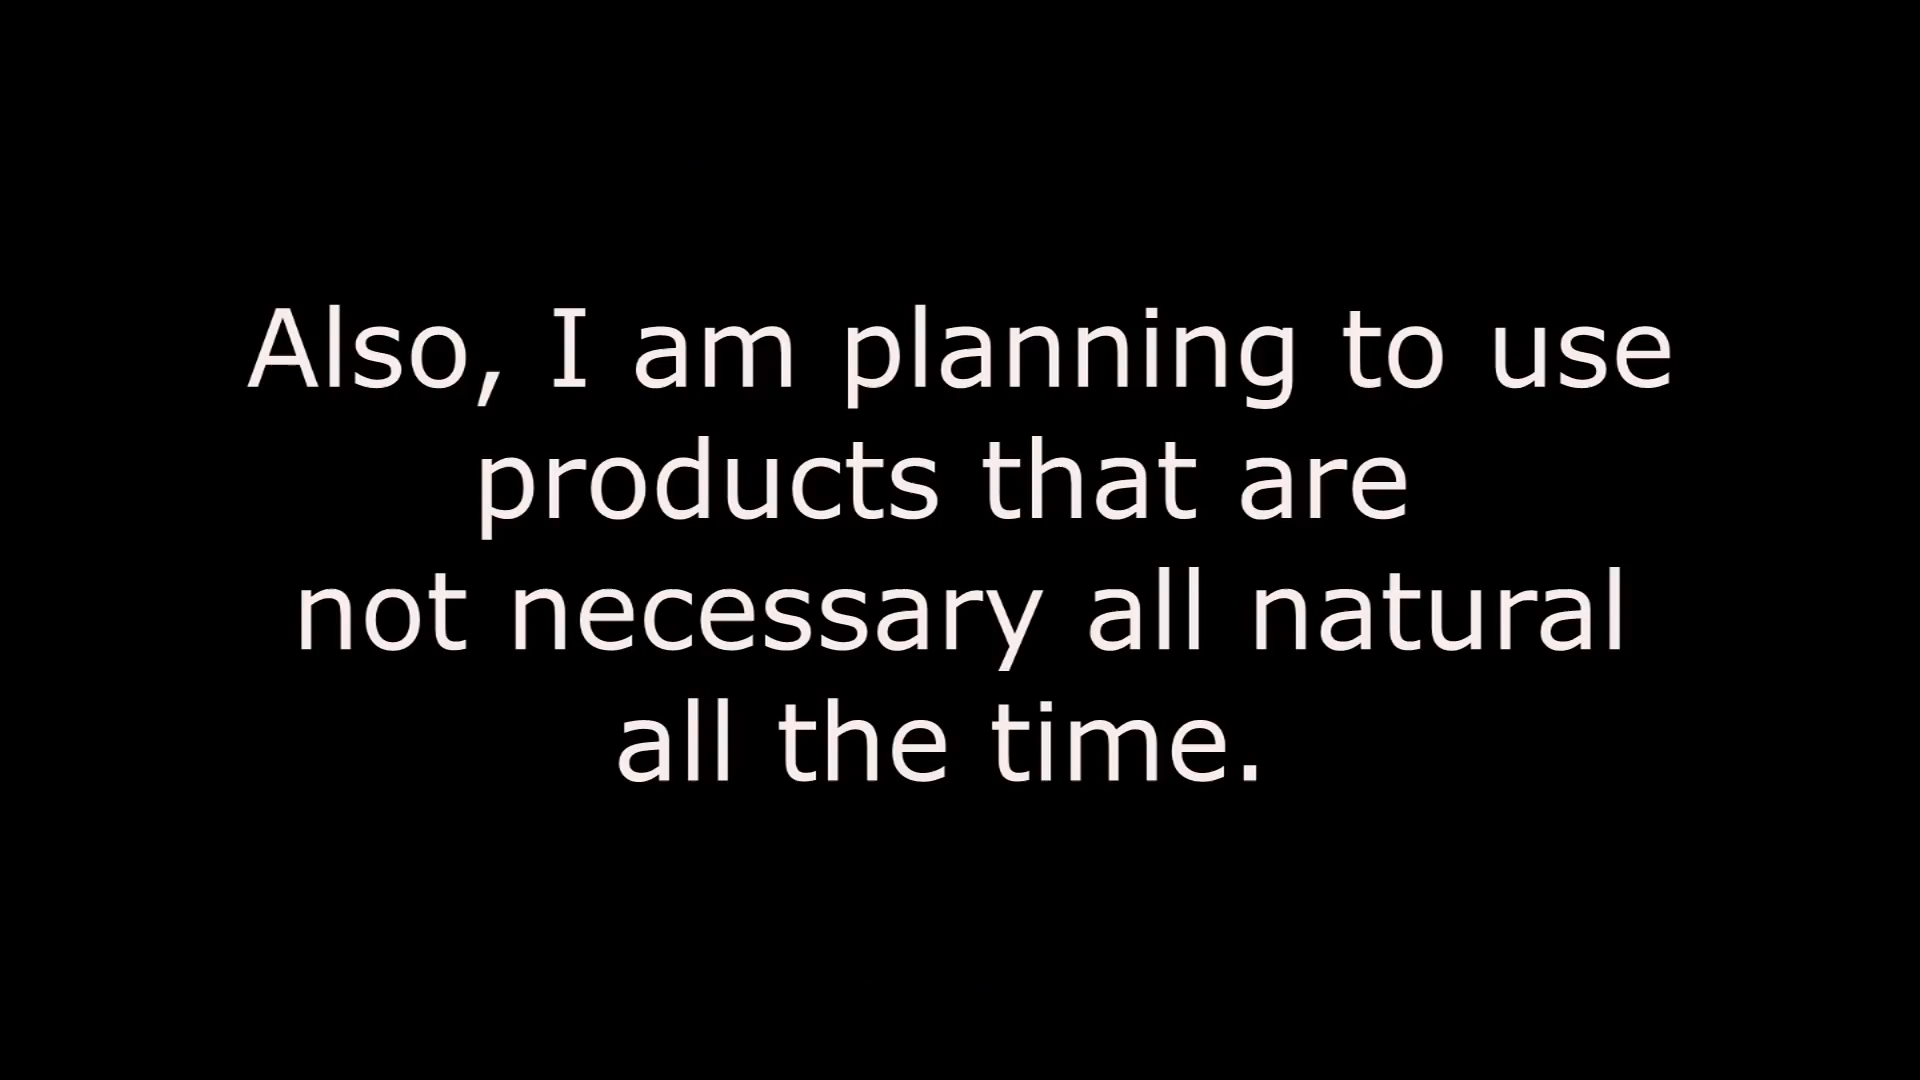 Also, I am planning to use
products that are
not necessary all natural
all the time.